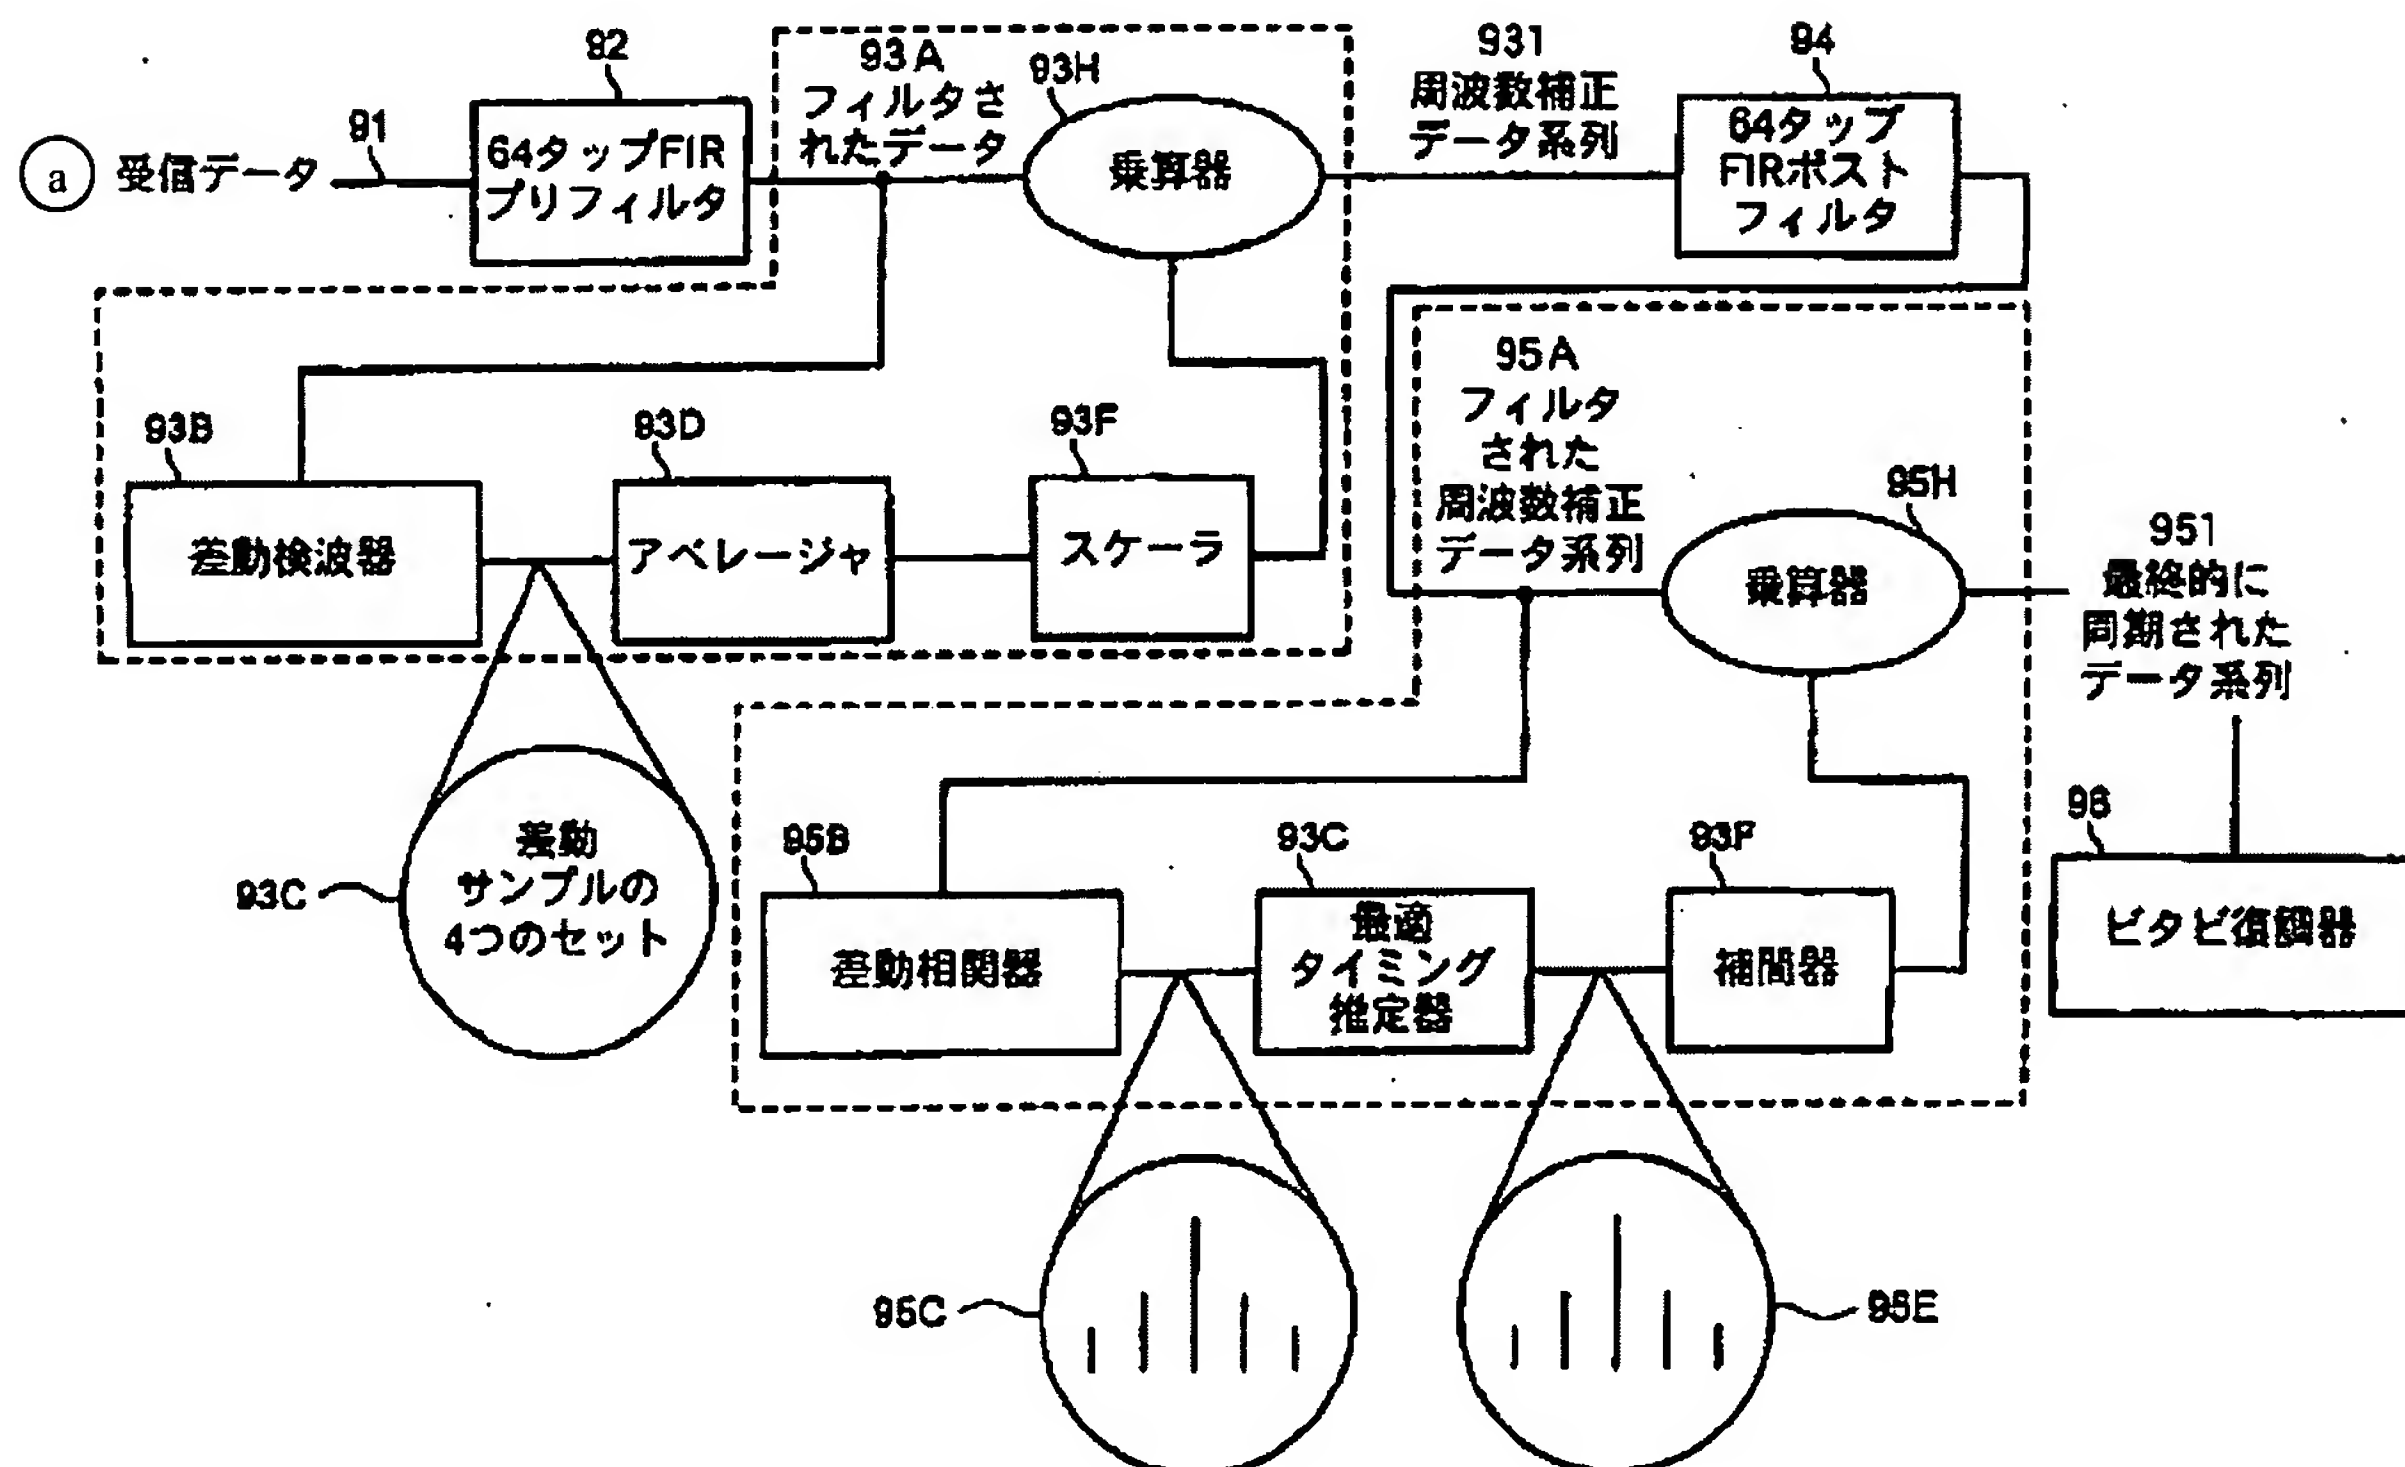 a
受信データ
91
92
64タップFIR
プリフィルタ
93A
フィルタさ
れたデータ
93H
乗算器
931
周波数補正
データ系列
94
64タップ
FIRポスト
フィルタ
93B
差動検波器
93D
アベレージャ
93F
スケーラ
93C
差動
サンプルの
4つのセット
95A
フィルタ
された
周波数補正
データ系列
95H
乗算器
951
最終的に
同期された
データ系列
95B
差動相関器
93C
最適
タイミング
推定器
93F
補間器
96
ビタビ復調器
95C
95E